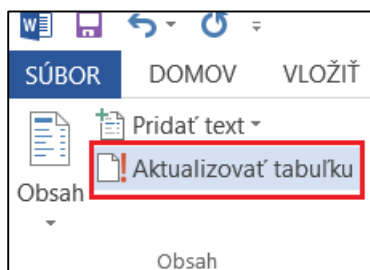 SÚBOR DOMOV VLOŽIŤ
Pridať text
Aktualizovať tabuľku
Obsah
Obsah